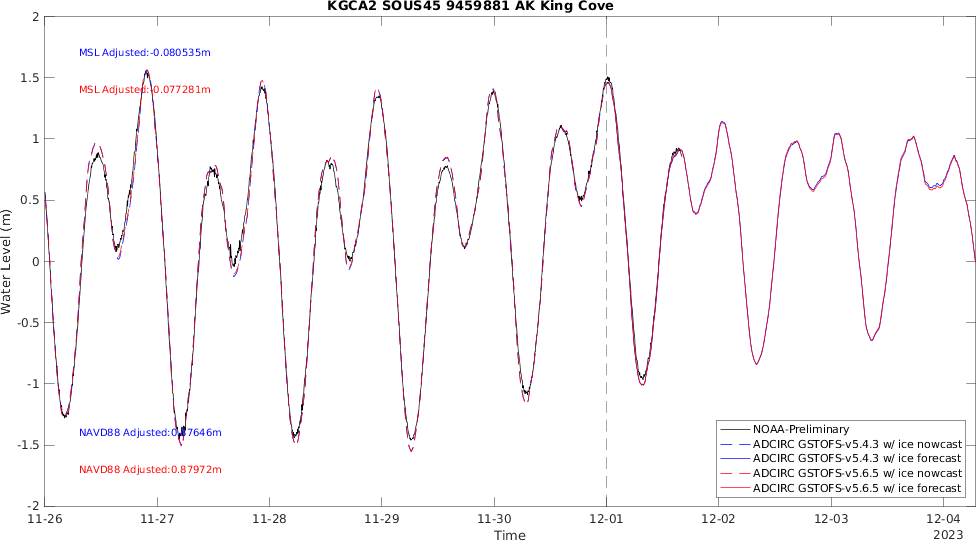 KGCA2 SOUS45 9459881 AK King Cove
MSL Adjusted:-0.080535m
MSL Adjusted:-0.077281m
NAVD88 Adjusted:0.87646m
NAVD88 Adjusted:0.87972m
Water Level (m)
2
1.5
1
0.5
0
-0.5
-1
-1.5
-2
11-26
11-27
11-28
11-29
11-30
12-01
12-02
12-03
12-04
Time
2023
NOAA-Preliminary
ADCIRC GSTOFS-v5.4.3 w/ ice nowcast
ADCIRC GSTOFS-v5.4.3 w/ ice forecast
ADCIRC GSTOFS-v5.6.5 w/ ice nowcast
ADCIRC GSTOFS-v5.6.5 w/ ice forecast